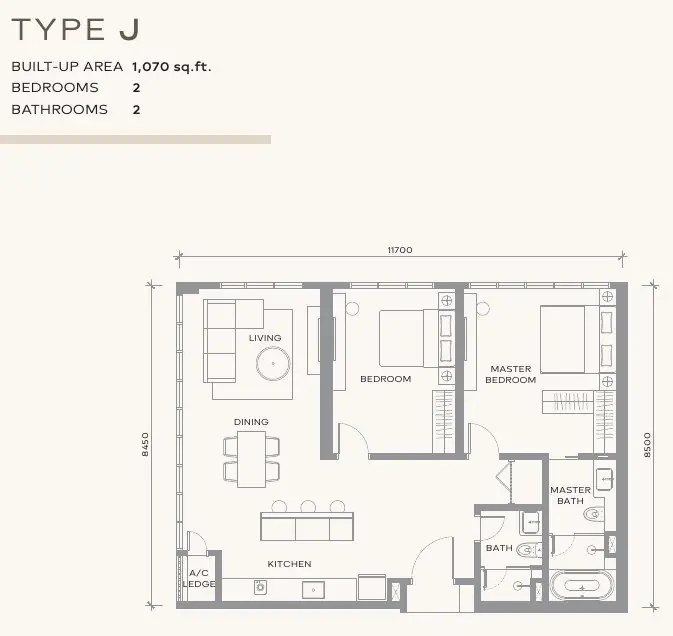 TYPE J
BUILT-UP AREA 1,070 sq.ft.
BEDROOMS 2
BATHROOMS 2
11700
LIVING
BEDROOM
MASTER
BEDROOM
DINING
8450
8500
MASTER
BATH
BATH
KITCHEN
A/C
LEDGE